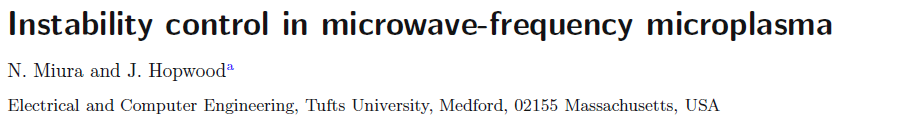 Instability control in microwave-frequency microplasma
N. Miura and J. Hopwoodᵃ
Electrical and Computer Engineering, Tufts University, Medford, 02155 Massachusetts, USA